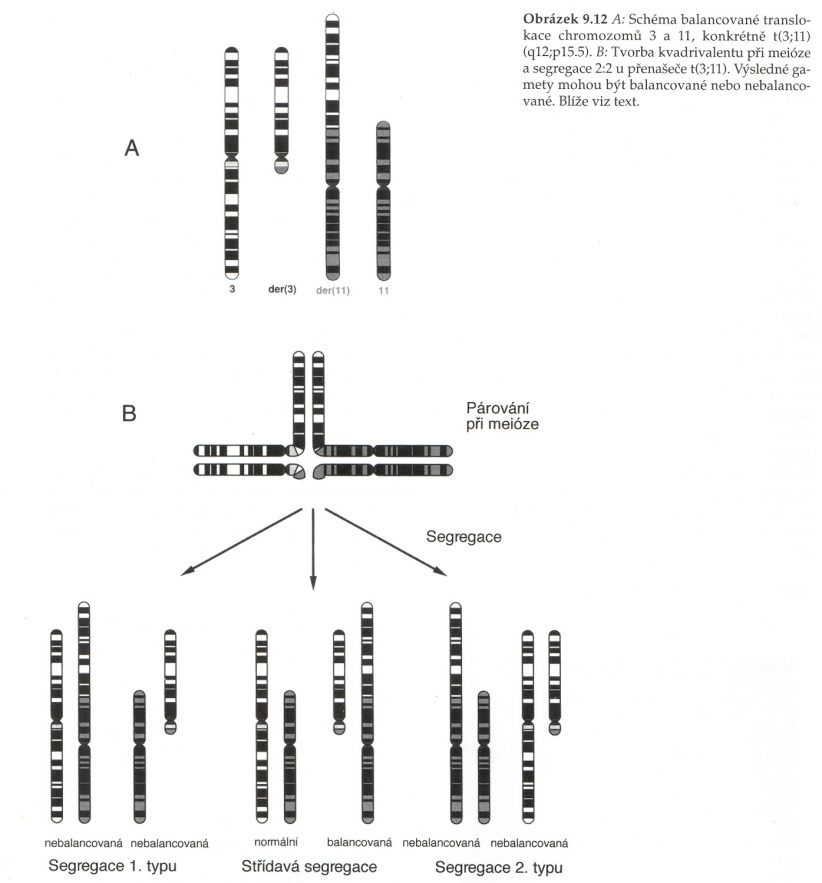 Obrázek 9.12 A: Schéma balancované translo-
kace chromozomů 3 a 11, konkrétně t(3;11)
(q12;p15.5). B: Tvorba kvadrivalentu při meióze
a segregace 2:2 u přenašeče t(3;11). Výsledné ga-
mety mohou být balancované nebo nebalanco-
vané. Blíže viz text.
A
3 der(3) der(11) 11
B
Párování
při meióze
Segregace
nebalancovaná nebalancovaná normální balancovaná nebalancovaná nebalancovaná
Segregace 1. typu Střídavá segregace Segregace 2. typu